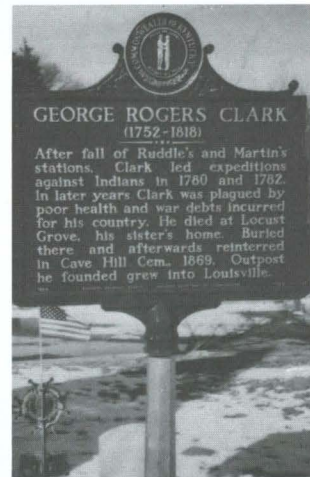 COMMONWEALTH OF KENTUCKY
GEORGE ROGERS CLARK
(1752-1818)
After fall of Ruddle's and Martin's
stations, Clark led expeditions
against Indians in 1780 and 1782.
In later years Clark was plagued by
poor health and war debts incurred
for his country. He died at Locust
Grove, his sister's home. Buried
there and afterwards reinterred
in Cave Hill Cem., 1869. Outpost
he founded grew into Louisville.